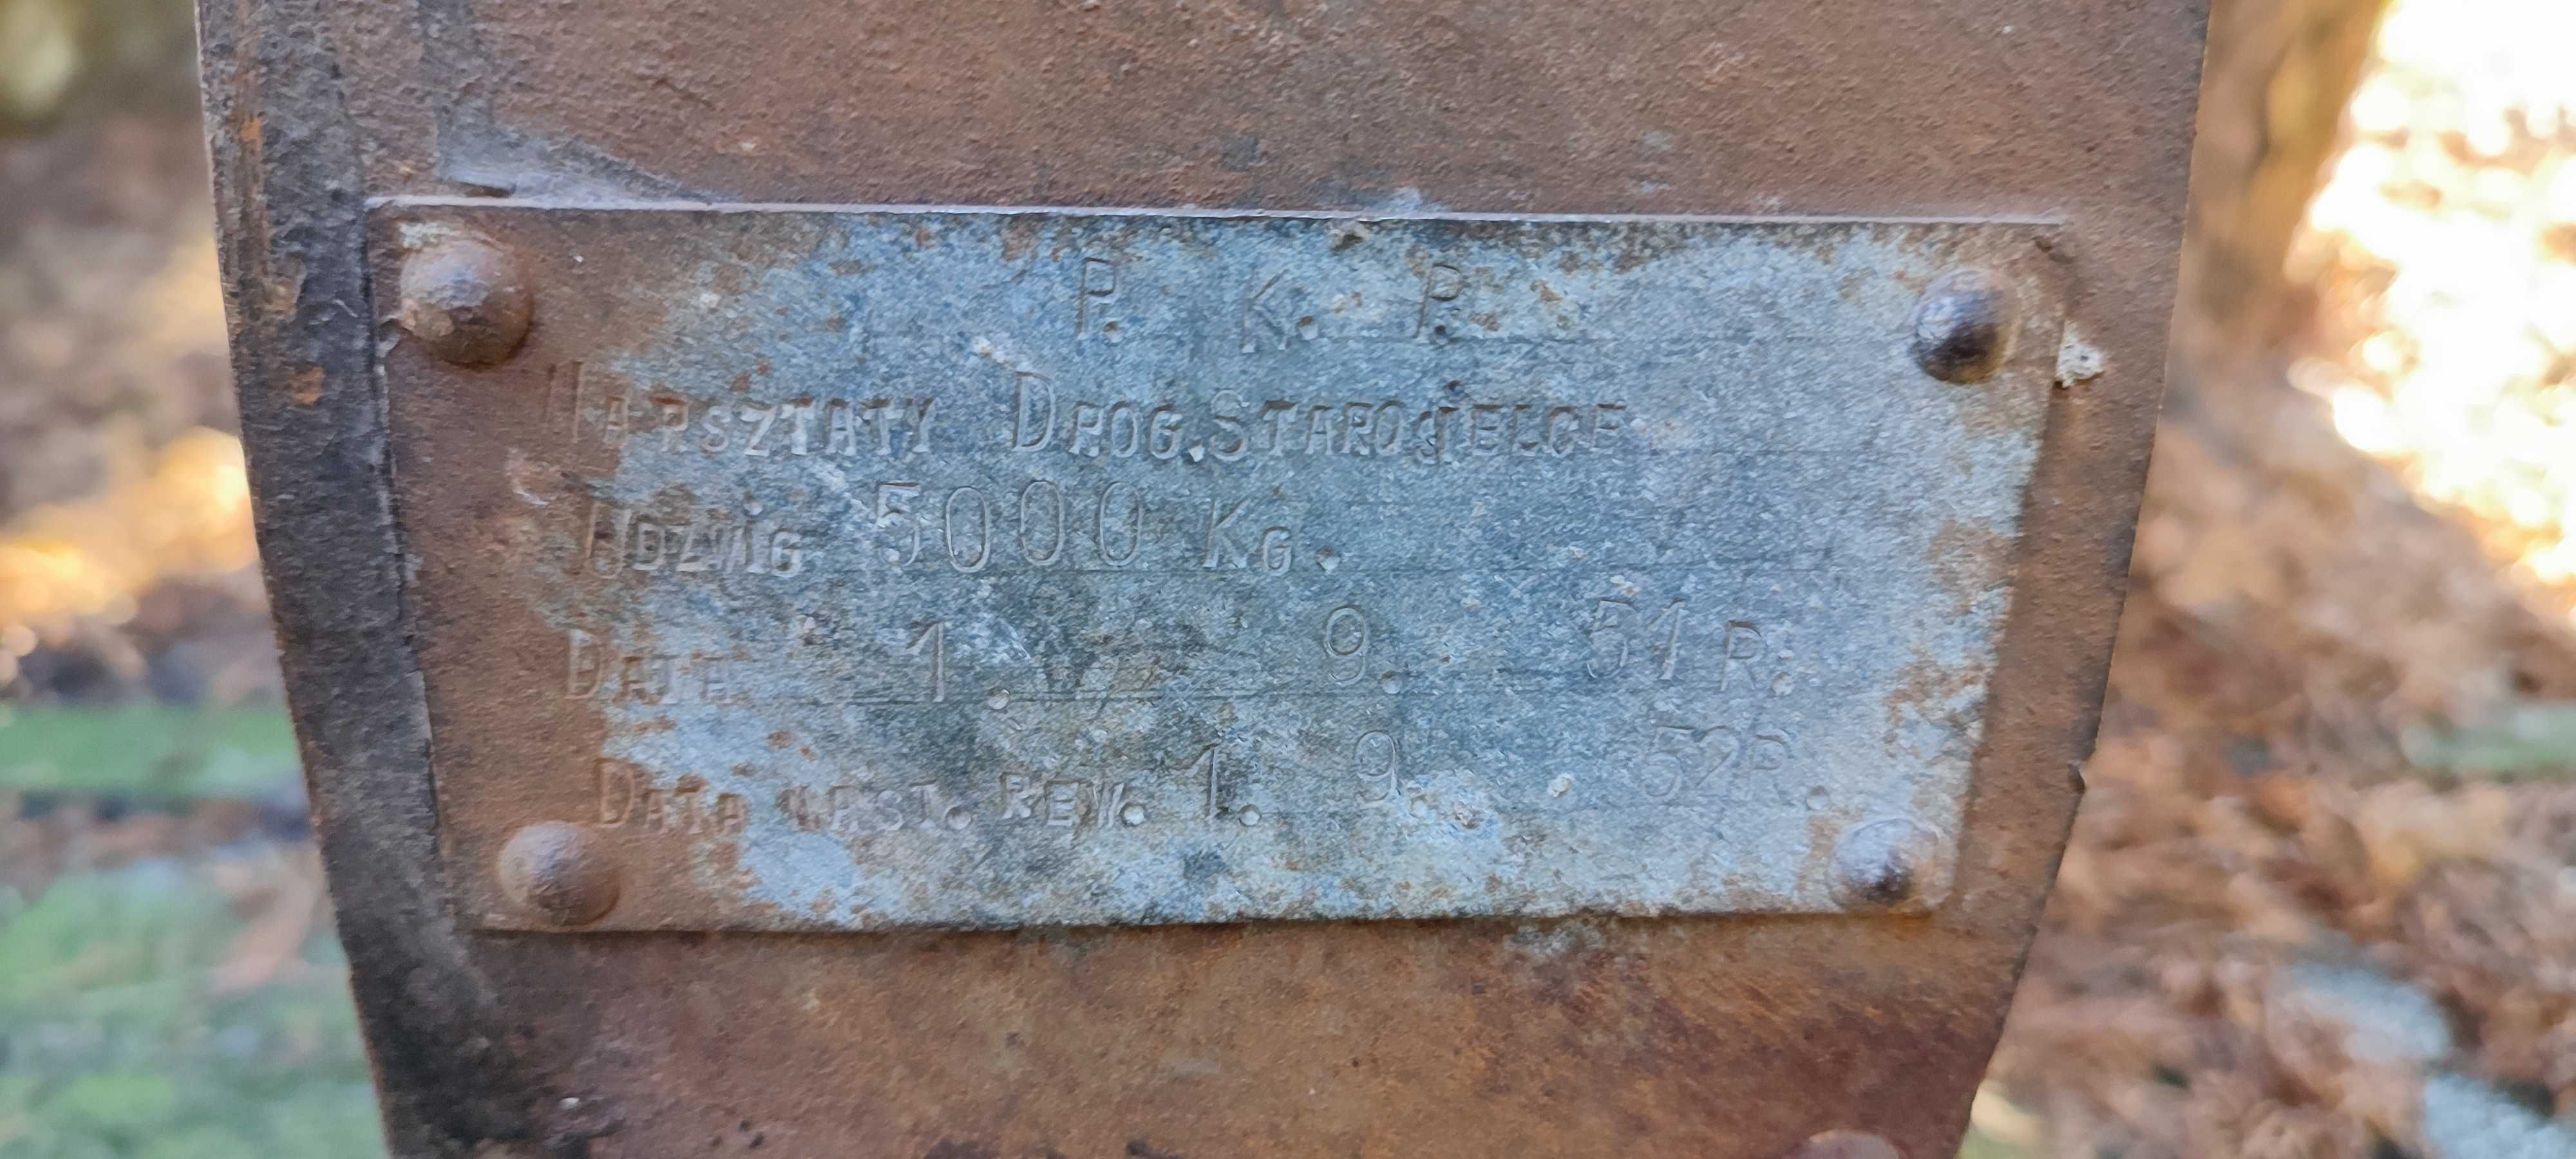 P. K. P.
WARSZTATY DROG. STAROSIELCE
UDZWIG 5000 KG.
DATA 1. 9. 51 R.
DATA NAST. REW. 1. 9. 52 R.